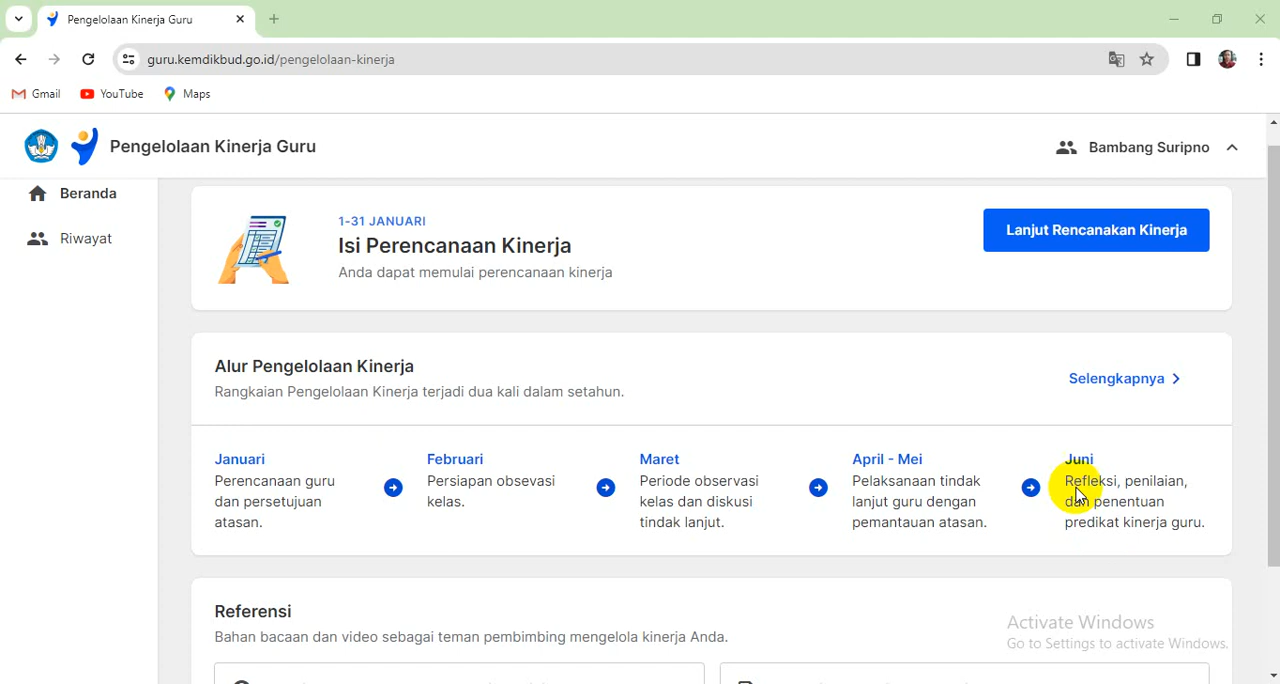 Pengelolaan Kinerja Guru
guru.kemdikbud.go.id/pengelolaan-kinerja
Gmail YouTube Maps
Pengelolaan Kinerja Guru
Bambang Suripno
Beranda
Riwayat
1-31 JANUARI
Isi Perencanaan Kinerja
Anda dapat memulai perencanaan kinerja
Lanjut Rencanakan Kinerja
Alur Pengelolaan Kinerja
Rangkaian Pengelolaan Kinerja terjadi dua kali dalam setahun.
Selengkapnya
Januari
Perencanaan guru
dan persetujuan
atasan.
Februari
Persiapan obsevasi
kelas.
Maret
Periode observasi
kelas dan diskusi
tindak lanjut.
April - Mei
Pelaksanaan tindak
lanjut guru dengan
pemantauan atasan.
Juni
Refleksi, penilaian,
dan penentuan
predikat kinerja guru.
Referensi
Bahan bacaan dan video sebagai teman pembimbing mengelola kinerja Anda.
Activate Windows
Go to Settings to activate Windows.